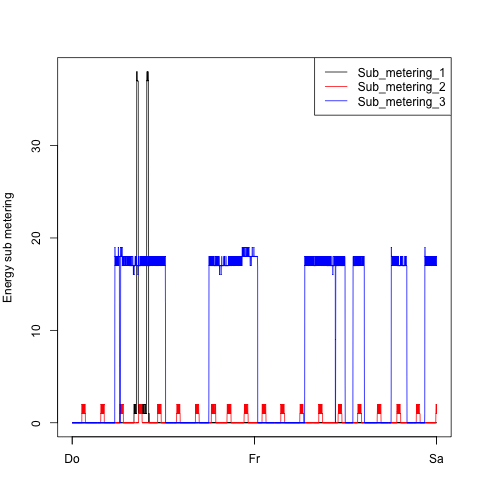 Sub_metering_1
Sub_metering_2
Sub_metering_3
Energy sub metering
30
20
10
0
Do Fr Sa